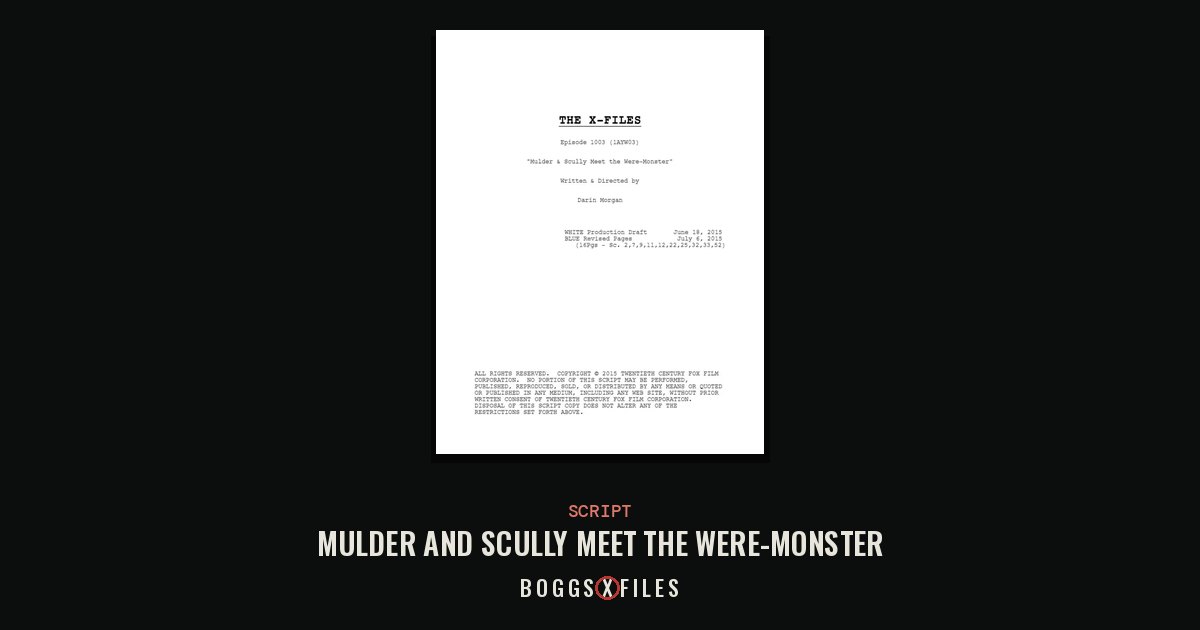 THE X-FILES
Episode 1003 (1AYW03)
"Mulder & Scully Meet the Were-Monster"
Written & Directed by
Darin Morgan
WHITE Production Draft June 18, 2015
BLUE Revised Pages July 6, 2015
(16Pgs - Sc. 2,7,9,11,12,22,25,32,33,52)
ALL RIGHTS RESERVED. COPYRIGHT © 2015 TWENTIETH CENTURY FOX FILM
CORPORATION. NO PORTION OF THIS SCRIPT MAY BE PERFORMED,
PUBLISHED, REPRODUCED, SOLD, OR DISTRIBUTED BY ANY MEANS OR QUOTED
OR PUBLISHED IN ANY MEDIUM, INCLUDING ANY WEB SITE, WITHOUT PRIOR
WRITTEN CONSENT OF TWENTIETH CENTURY FOX FILM CORPORATION.
DISPOSAL OF THIS SCRIPT COPY DOES NOT ALTER ANY OF THE
RESTRICTIONS SET FORTH ABOVE.
SCRIPT
MULDER AND SCULLY MEET THE WERE-MONSTER
BOGGSXFILES